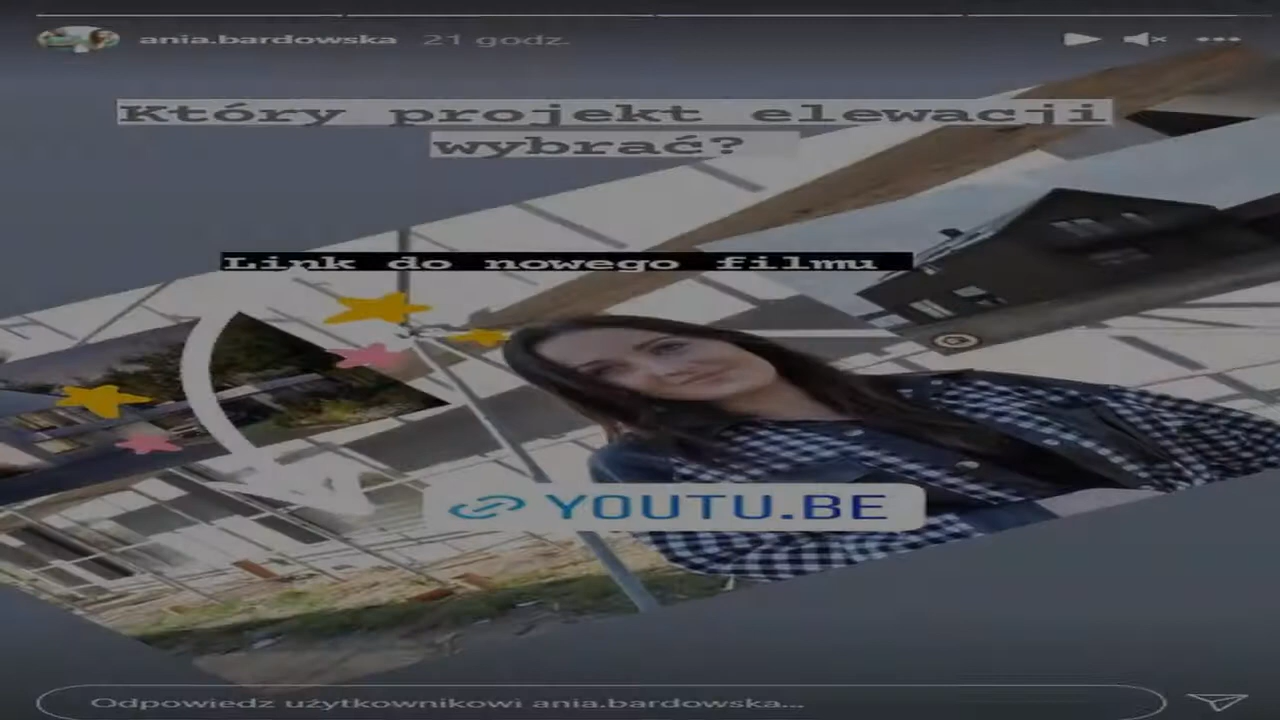 ania.bardowska 21 godz.
Który projekt elewacji
wybrać?
Link do nowego filmu
YOUTU.BE
Odpowiedz użytkownikowi ania.bardowska...